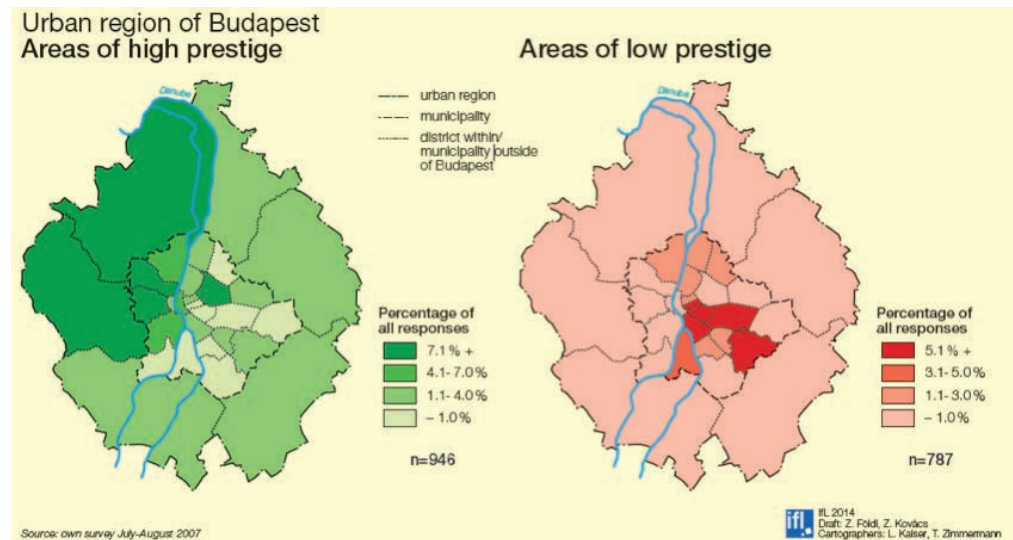 Urban region of Budapest
Areas of high prestige
Areas of low prestige
Danube
Danube
urban region
municipality
district within/
municipality outside
of Budapest
Percentage of
all responses
7.1% +
4.1-7.0%
1.1-4.0%
– 1.0%
n=946
Percentage of
all responses
5.1% +
3.1-5.0%
1.1-3.0%
– 1.0%
n=787
Source: own survey July-August 2007
ifl
IfL 2014
Draft: Z. Földi, Z. Kovács
Cartographers: L. Kaiser, T. Zimmermann